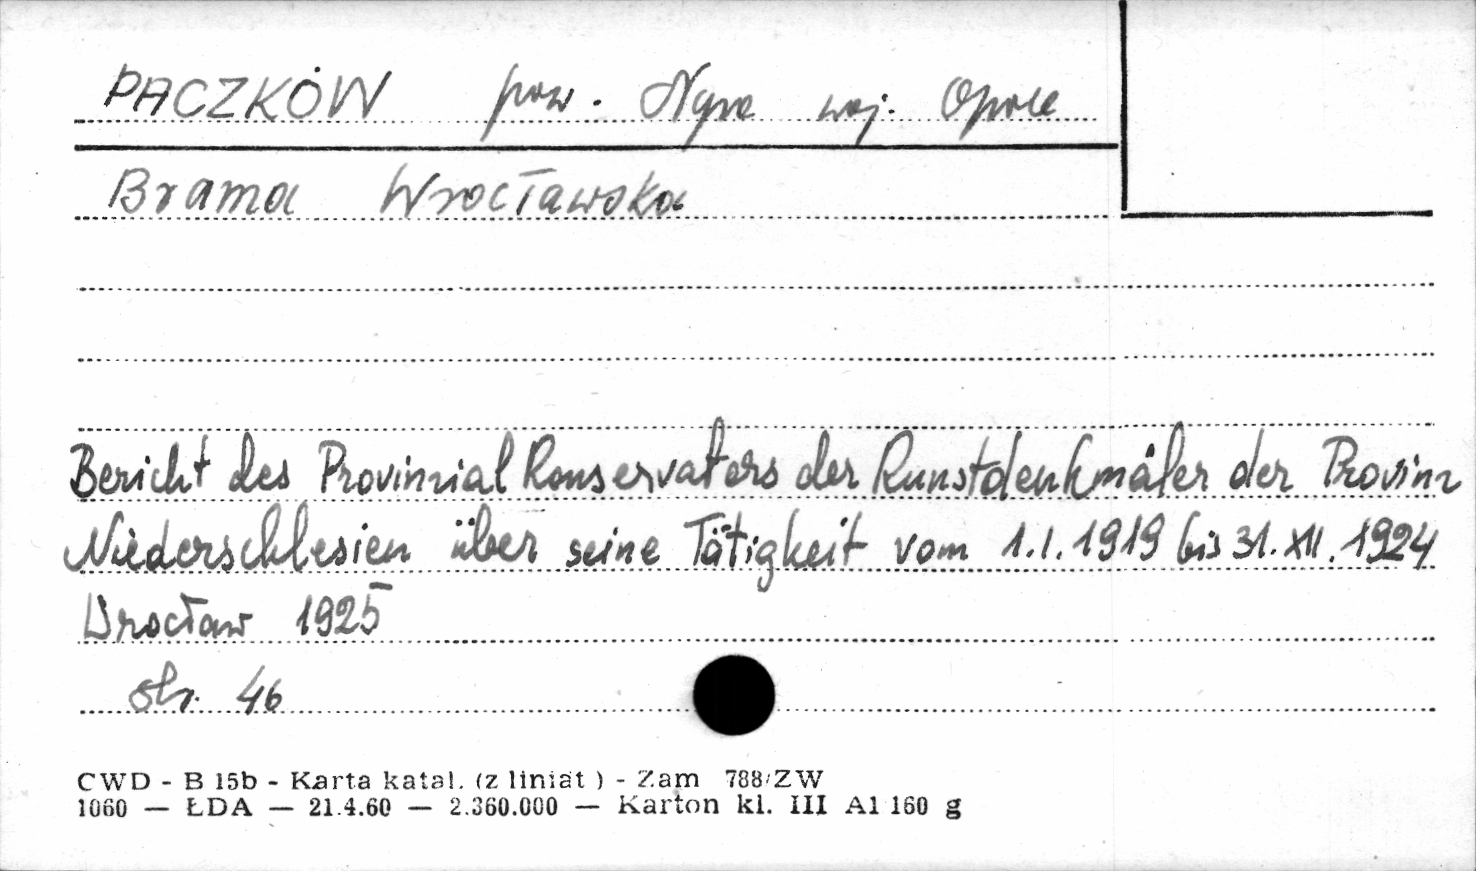 PACZKÓW pow. Nysa woj. Opole
Brama Wrocławska
Bericht des Provinzial Konservators der Kunstdenkmäler der Provinz
Niederschlesien über seine Tätigkeit vom 1.I.1919 bis 31.XII.1924
Wrocław 1925
str. 46
CWD - B 15b - Karta katal. (z liniat ) - Zam 788/ZW
1060 — ŁDA — 21.4.60 — 2.360.000 — Karton kl. III A1 160 g